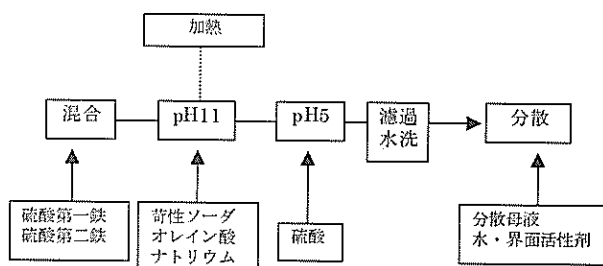 加熱
混合
pH11
pH5
濾過
水洗
分散
硫酸第一鉄
硫酸第二鉄
苛性ソーダ
オレイン酸
ナトリウム
硫酸
分散母液
水・界面活性剤